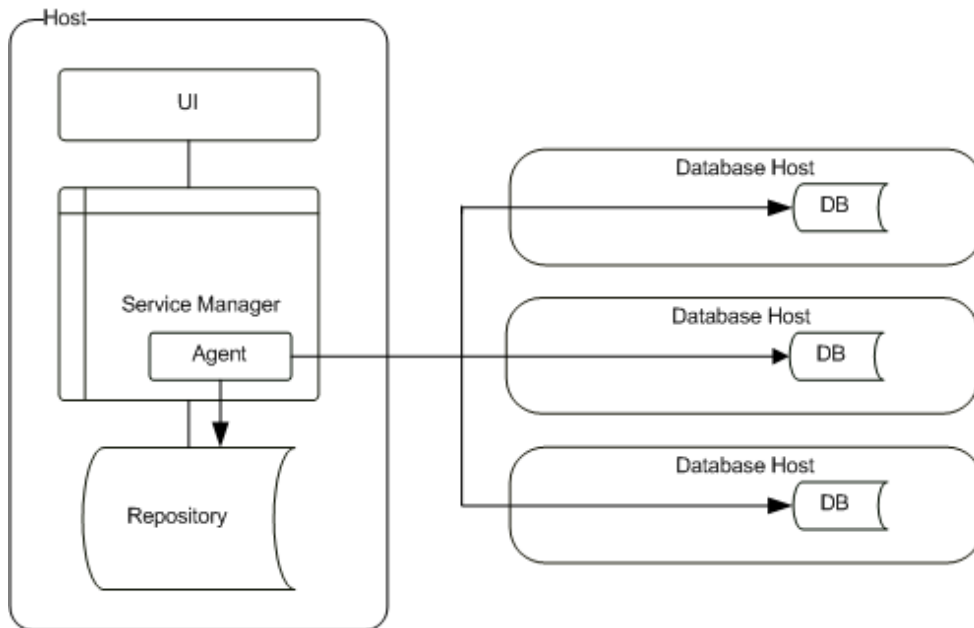 Host
UI
Service Manager
Agent
Repository
Database Host
DB
Database Host
DB
Database Host
DB